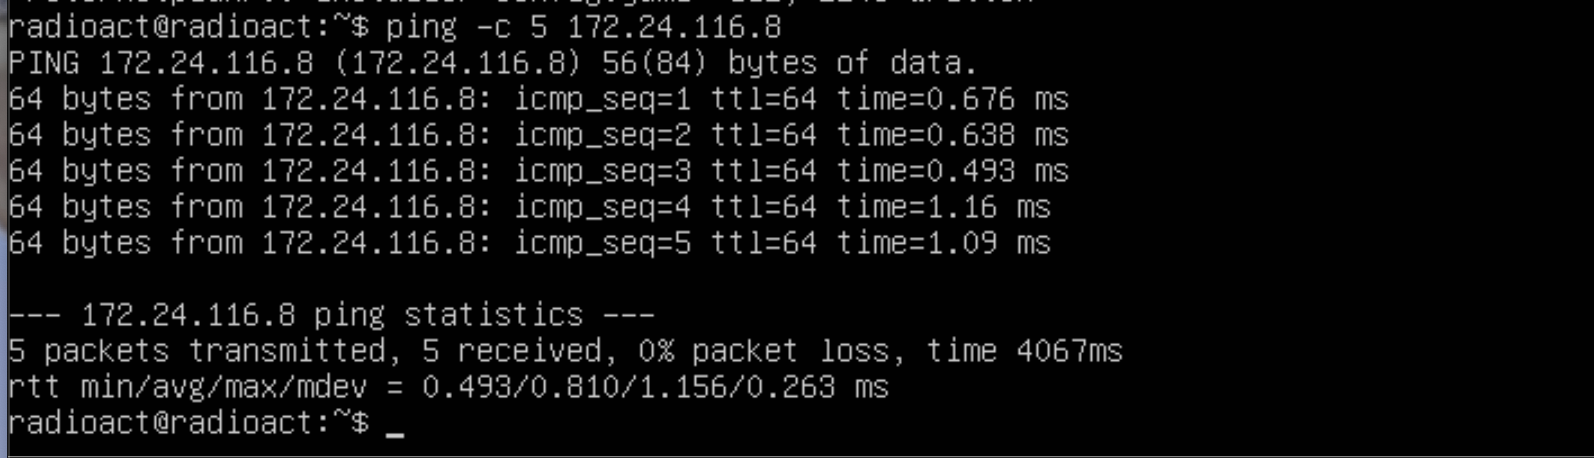 radioact@radioact:~$ ping -c 5 172.24.116.8
PING 172.24.116.8 (172.24.116.8) 56(84) bytes of data.
64 bytes from 172.24.116.8: icmp_seq=1 ttl=64 time=0.676 ms
64 bytes from 172.24.116.8: icmp_seq=2 ttl=64 time=0.638 ms
64 bytes from 172.24.116.8: icmp_seq=3 ttl=64 time=0.493 ms
64 bytes from 172.24.116.8: icmp_seq=4 ttl=64 time=1.16 ms
64 bytes from 172.24.116.8: icmp_seq=5 ttl=64 time=1.09 ms
--- 172.24.116.8 ping statistics ---
5 packets transmitted, 5 received, 0% packet loss, time 4067ms
rtt min/avg/max/mdev = 0.493/0.810/1.156/0.263 ms
radioact@radioact:~$ _